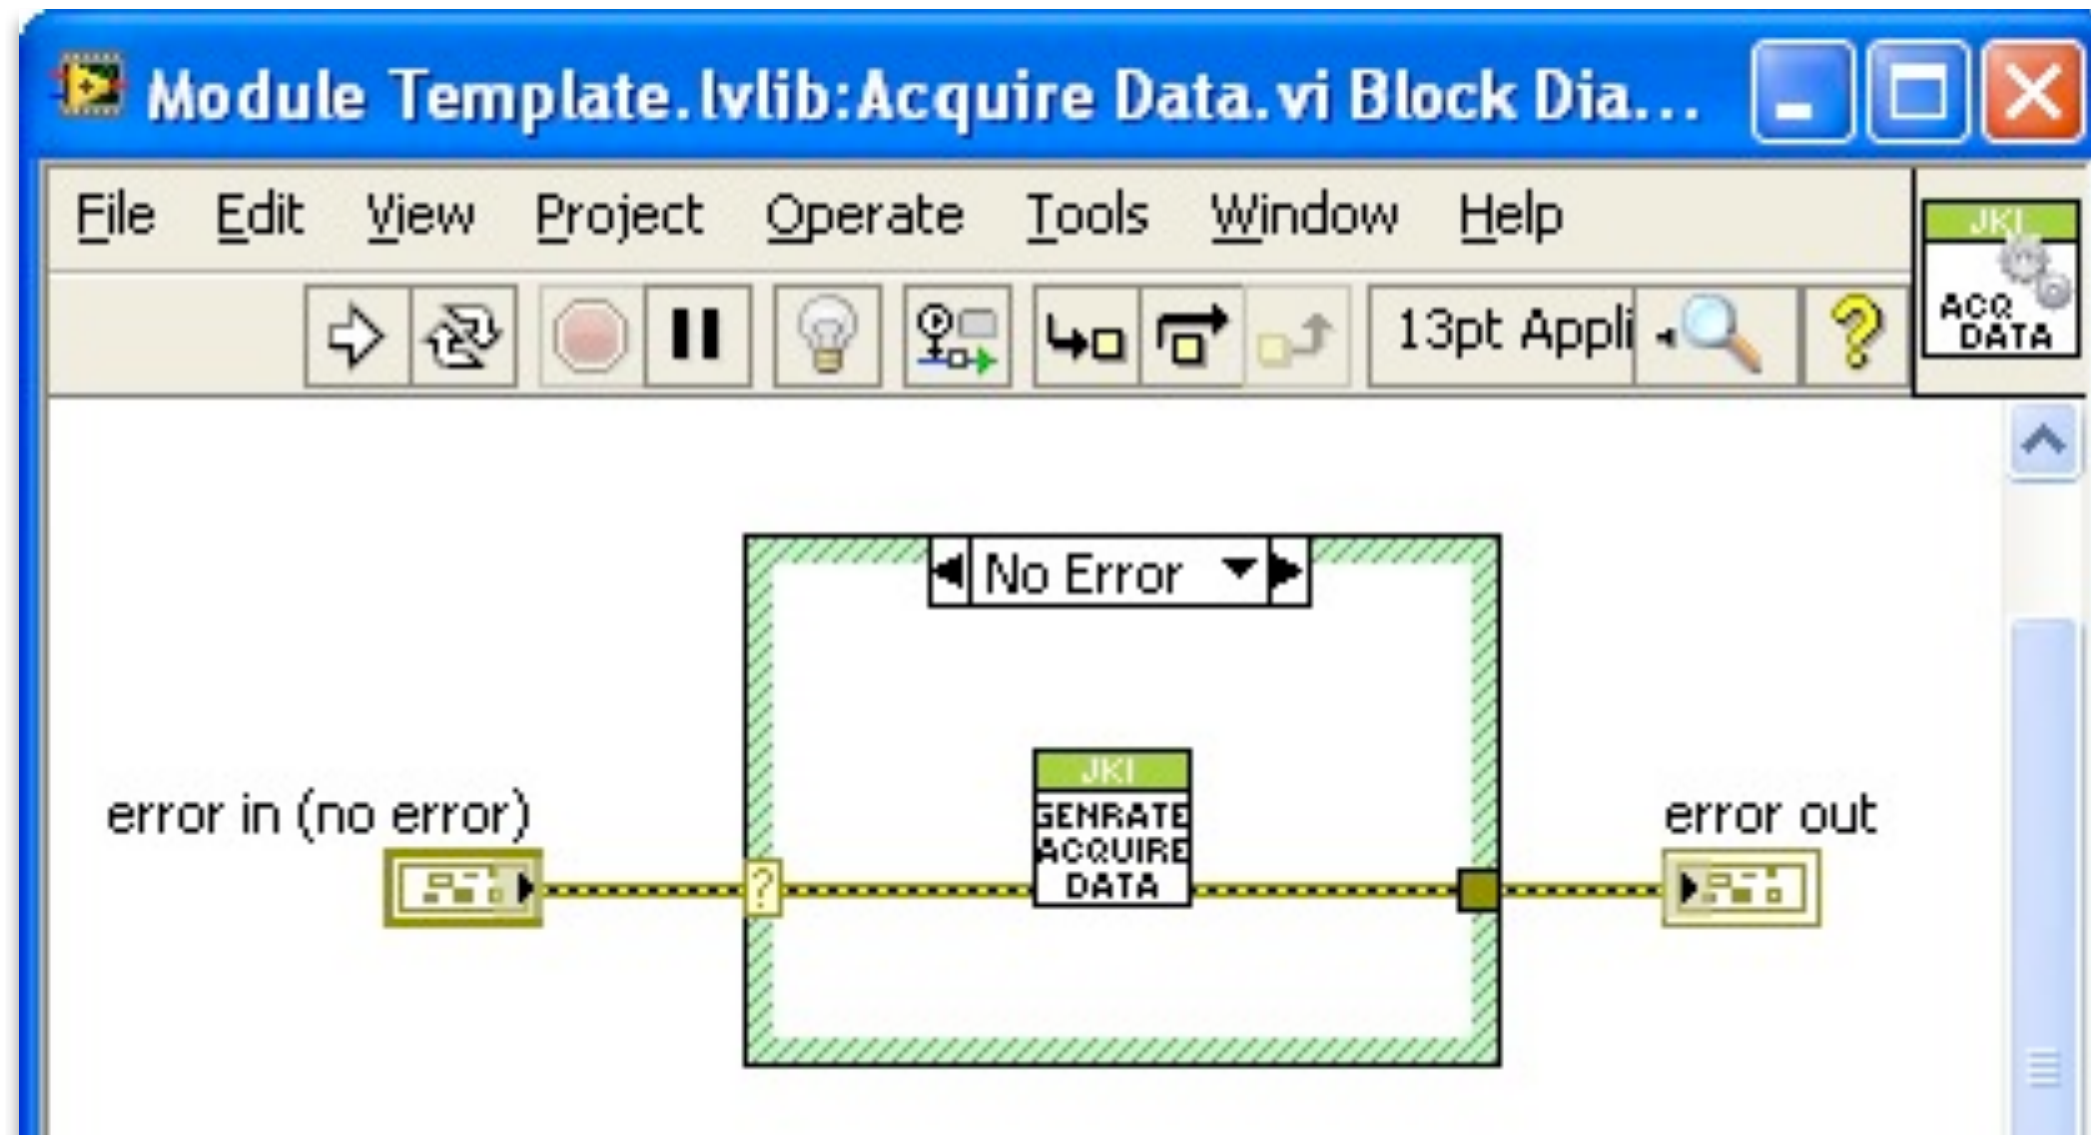 Module Template.lvlib:Acquire Data.vi Block Dia...
File Edit View Project Operate Tools Window Help
JKI
ACQ
DATA
13pt Appli
?
No Error
JKI
GENRATE
ACQUIRE
DATA
error in (no error)
error out
?